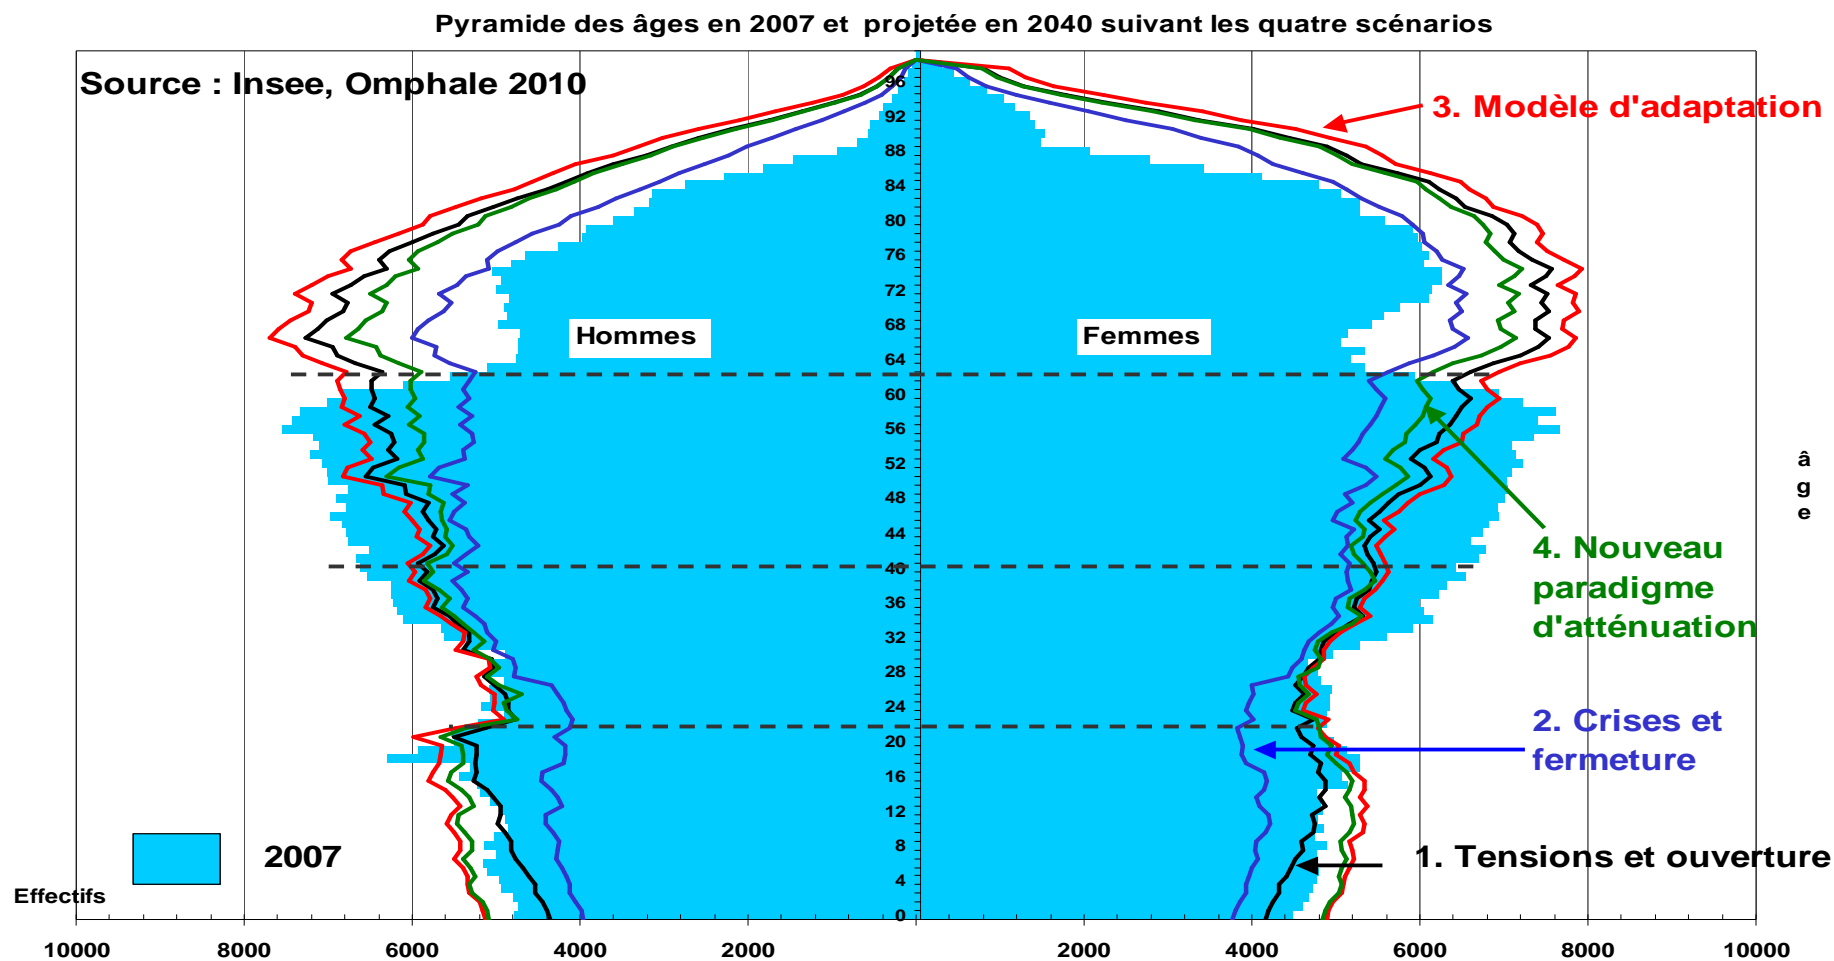 Pyramide des âges en 2007 et projetée en 2040 suivant les quatre scénarios
Source : Insee, Omphale 2010
3. Modèle d'adaptation
Hommes
Femmes
96
92
88
84
80
76
72
68
64
60
56
52
48
44
40
36
32
28
24
20
16
12
8
4
0
â
g
e
4. Nouveau
paradigme
d'atténuation
2. Crises et
fermeture
1. Tensions et ouverture
2007
Effectifs
10000 8000 6000 4000 2000 2000 4000 6000 8000 10000